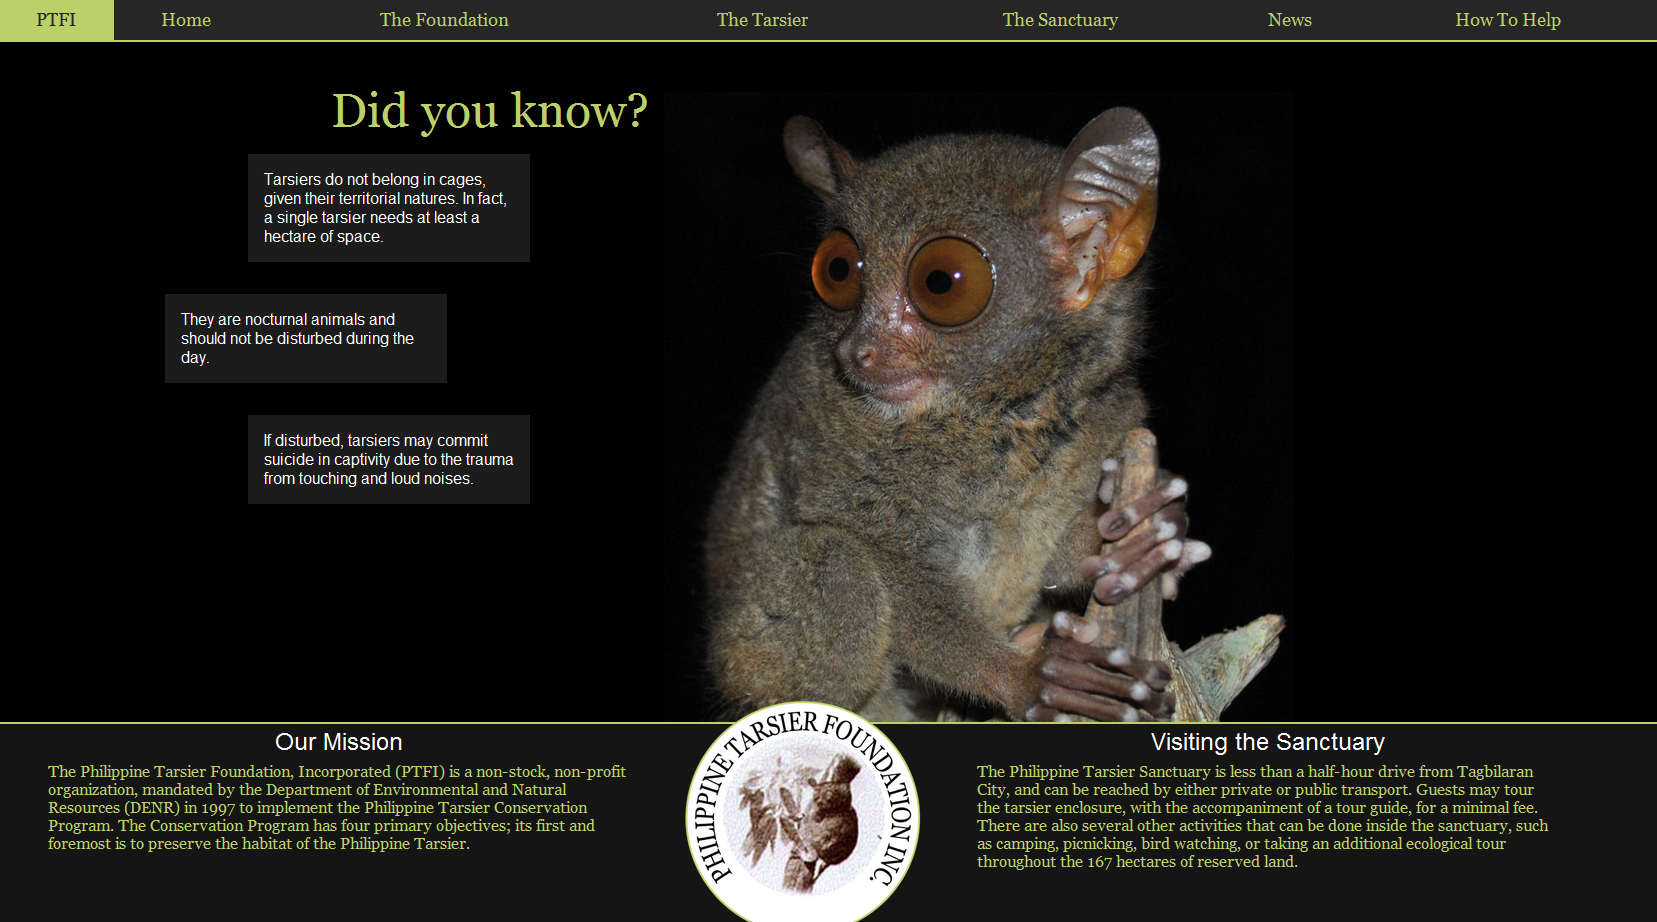 PTFI
Home
The Foundation
The Tarsier
The Sanctuary
News
How To Help
Did you know?
Tarsiers do not belong in cages,
given their territorial natures. In fact,
a single tarsier needs at least a
hectare of space.
They are nocturnal animals and
should not be disturbed during the
day.
If disturbed, tarsiers may commit
suicide in captivity due to the trauma
from touching and loud noises.
Our Mission
The Philippine Tarsier Foundation, Incorporated (PTFI) is a non-stock, non-profit
organization, mandated by the Department of Environmental and Natural
Resources (DENR) in 1997 to implement the Philippine Tarsier Conservation
Program. The Conservation Program has four primary objectives; its first and
foremost is to preserve the habitat of the Philippine Tarsier.
PHILIPPINE TARSIER FOUNDATION INC.
Visiting the Sanctuary
The Philippine Tarsier Sanctuary is less than a half-hour drive from Tagbilaran
City, and can be reached by either private or public transport. Guests may tour
the tarsier enclosure, with the accompaniment of a tour guide, for a minimal fee.
There are also several other activities that can be done inside the sanctuary, such
as camping, picnicking, bird watching, or taking an additional ecological tour
throughout the 167 hectares of reserved land.